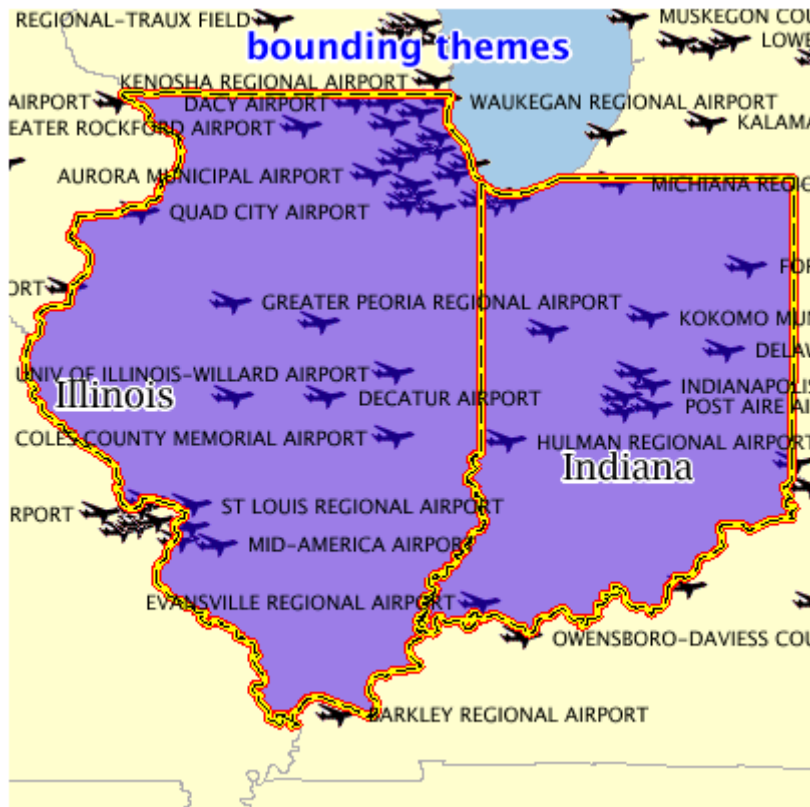 REGIONAL-TRAUX FIELD
MUSKEGON COU
bounding themes
LOWE
KENOSHA REGIONAL AIRPORT
AIRPORT
DACY AIRPORT
WAUKEGAN REGIONAL AIRPORT
EATER ROCKFORD AIRPORT
KALAMA
AURORA MUNICIPAL AIRPORT
MICHIANA REGIO
QUAD CITY AIRPORT
FOR
ORT
GREATER PEORIA REGIONAL AIRPORT
KOKOMO MUN
DELAW
UNIV OF ILLINOIS-WILLARD AIRPORT
INDIANAPOLIS
Illinois
DECATUR AIRPORT
POST AIRE AI
COLES COUNTY MEMORIAL AIRPORT
HULMAN REGIONAL AIRPORT
Indiana
ST LOUIS REGIONAL AIRPORT
RPORT
MID-AMERICA AIRPORT
EVANSVILLE REGIONAL AIRPORT
OWENSBORO-DAVIESS COU
BARKLEY REGIONAL AIRPORT